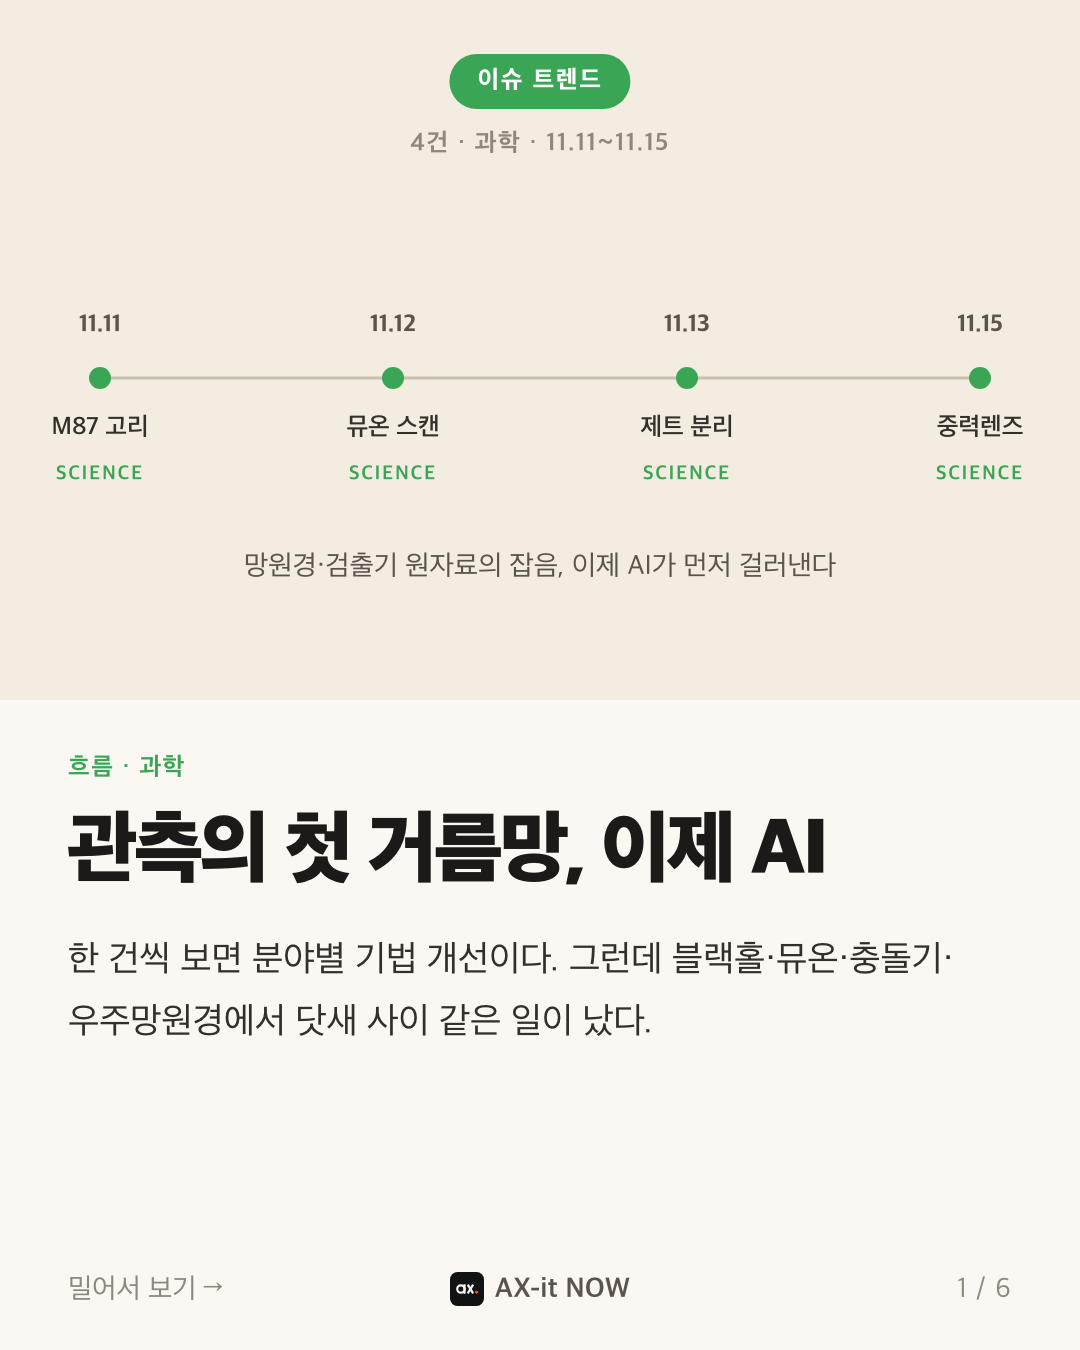 이슈 트렌드
4건 · 과학 · 11.11~11.15
11.11 11.12 11.13 11.15
M87 고리 뮤온 스캔 제트 분리 중력렌즈
SCIENCE SCIENCE SCIENCE SCIENCE
망원경·검출기 원자료의 잡음, 이제 AI가 먼저 걸러낸다
흐름 · 과학
관측의 첫 거름망, 이제 AI
한 건씩 보면 분야별 기법 개선이다. 그런데 블랙홀·뮤온·충돌기·
우주망원경에서 닷새 사이 같은 일이 났다.
밀어서 보기 → ax. AX-it NOW 1 / 6